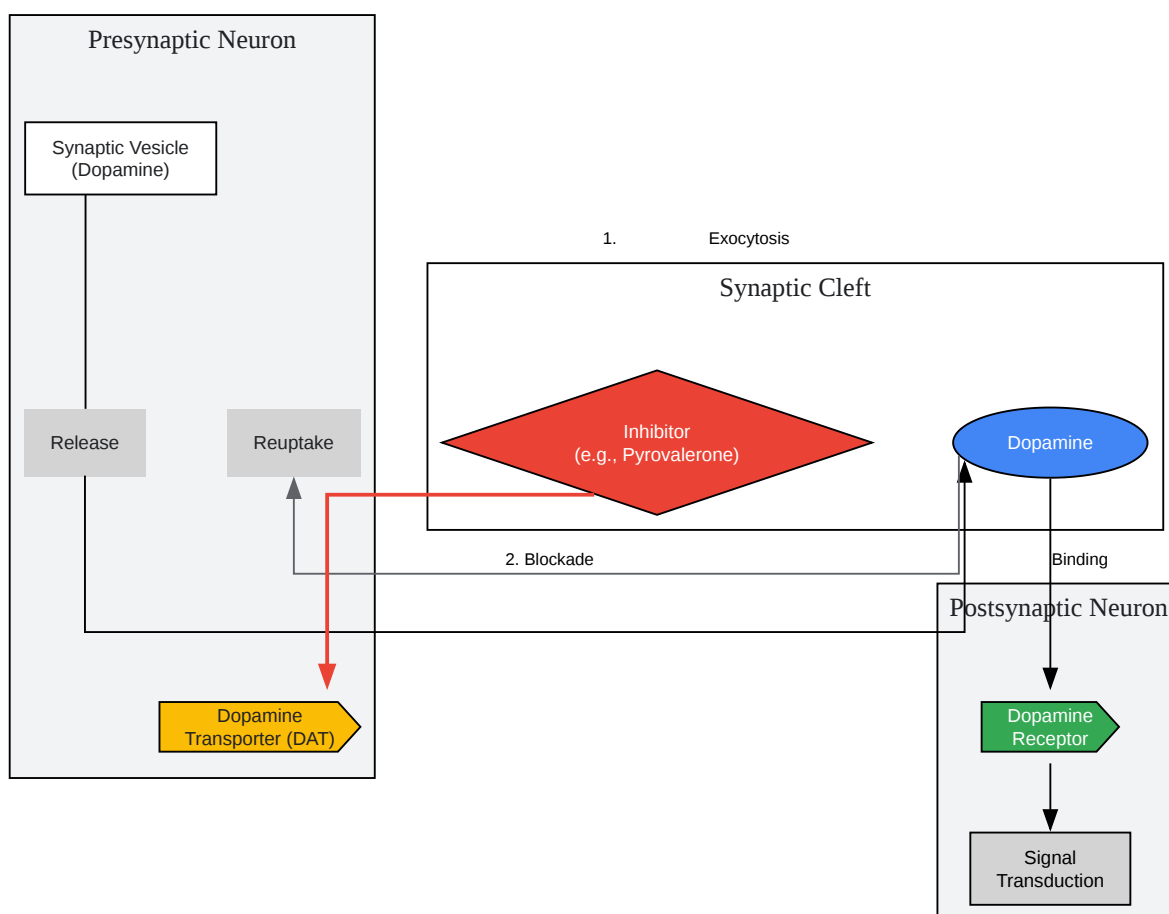 Presynaptic Neuron
Synaptic Vesicle
(Dopamine)
1. Exocytosis
Synaptic Cleft
Release
Reuptake
Inhibitor
(e.g., Pyrovalerone)
Dopamine
2. Blockade
Binding
Postsynaptic Neuron
Dopamine
Transporter (DAT)
Dopamine
Receptor
Signal
Transduction